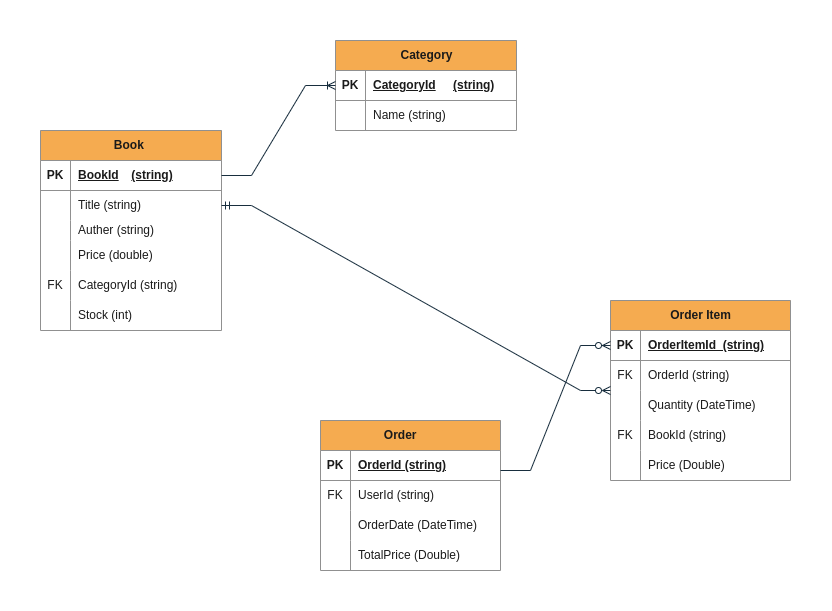 Category
PK CategoryId (string)
Name (string)
Book
PK BookId (string)
Title (string)
Auther (string)
Price (double)
FK CategoryId (string)
Stock (int)
Order Item
PK OrderItemId (string)
FK OrderId (string)
Quantity (DateTime)
FK BookId (string)
Price (Double)
Order
PK OrderId (string)
FK UserId (string)
OrderDate (DateTime)
TotalPrice (Double)